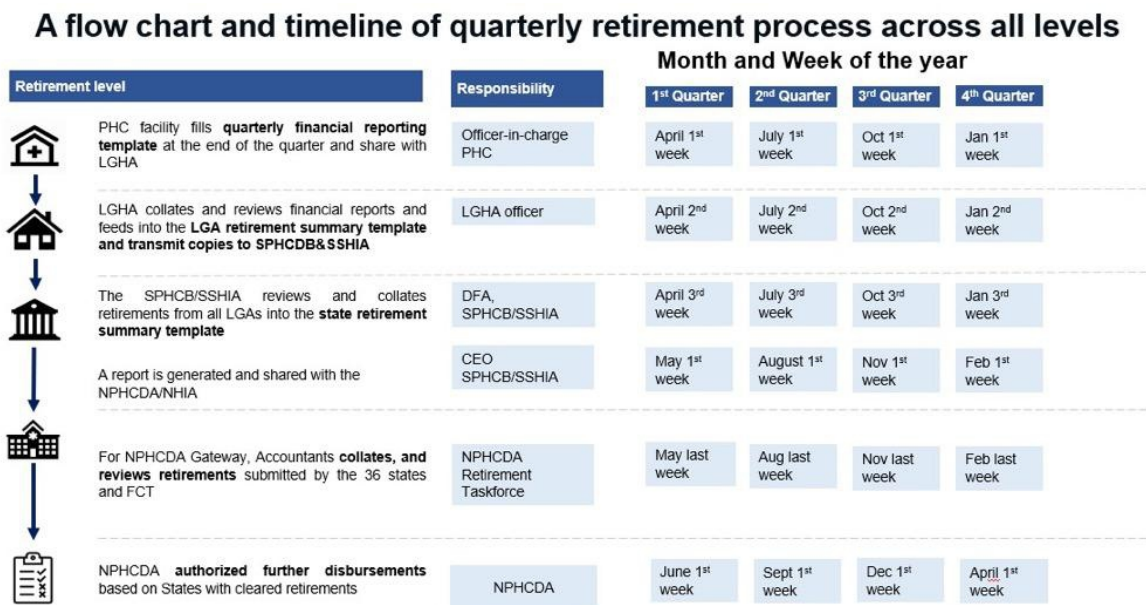 A flow chart and timeline of quarterly retirement process across all levels
Month and Week of the year
Retirement level
Responsibility
1st Quarter
2nd Quarter
3rd Quarter
4th Quarter
PHC facility fills quarterly financial reporting
template at the end of the quarter and share with
LGHA
Officer-in-charge
PHC
April 1st
week
July 1st
week
Oct 1st
week
Jan 1st
week
LGHA collates and reviews financial reports and
feeds into the LGA retirement summary template
and transmit copies to SPHCDB&SSHIA
LGHA officer
April 2nd
week
July 2nd
week
Oct 2nd
week
Jan 2nd
week
The SPHCB/SSHIA reviews and collates
retirements from all LGAs into the state retirement
summary template
DFA,
SPHCB/SSHIA
April 3rd
week
July 3rd
week
Oct 3rd
week
Jan 3rd
week
A report is generated and shared with the
NPHCDA/NHIA
CEO
SPHCB/SSHIA
May 1st
week
August 1st
week
Nov 1st
week
Feb 1st
week
For NPHCDA Gateway, Accountants collates, and
reviews retirements submitted by the 36 states
and FCT
NPHCDA
Retirement
Taskforce
May last
week
Aug last
week
Nov last
week
Feb last
week
NPHCDA authorized further disbursements
based on States with cleared retirements
NPHCDA
June 1st
week
Sept 1st
week
Dec 1st
week
April 1st
week